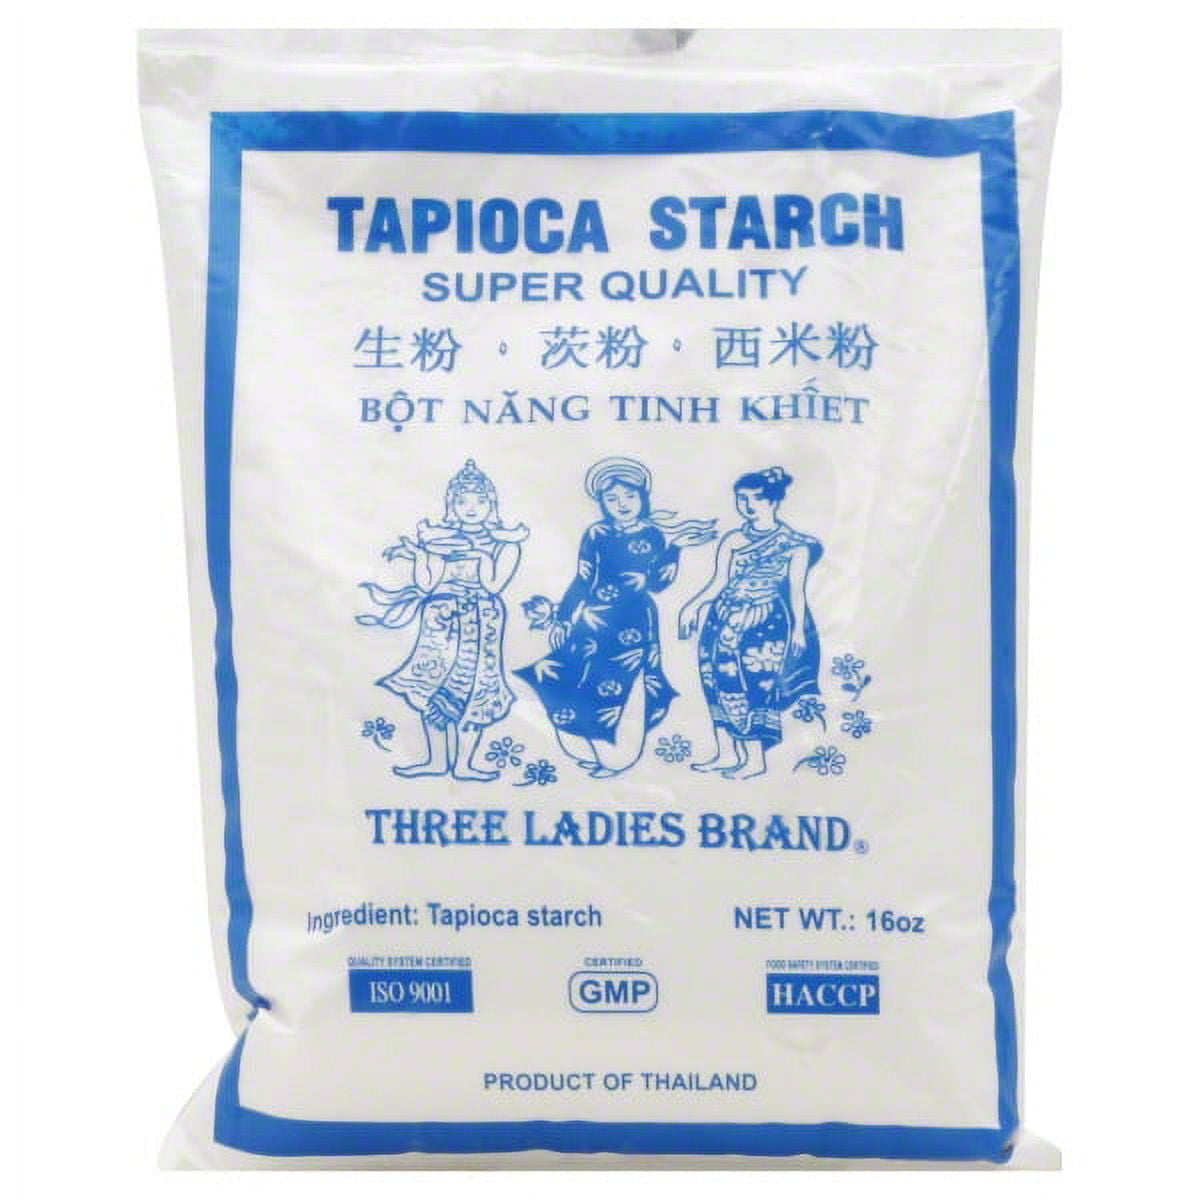 TAPIOCA STARCH
SUPER QUALITY
生粉 · 茨粉 · 西米粉
BỘT NĂNG TINH KHIẾT
THREE LADIES BRAND®
Ingredient: Tapioca starch
NET WT.: 16oz
QUALITY SYSTEM CERTIFIED
ISO 9001
CERTIFIED
GMP
FOOD SAFETY SYSTEM CERTIFIED
HACCP
PRODUCT OF THAILAND